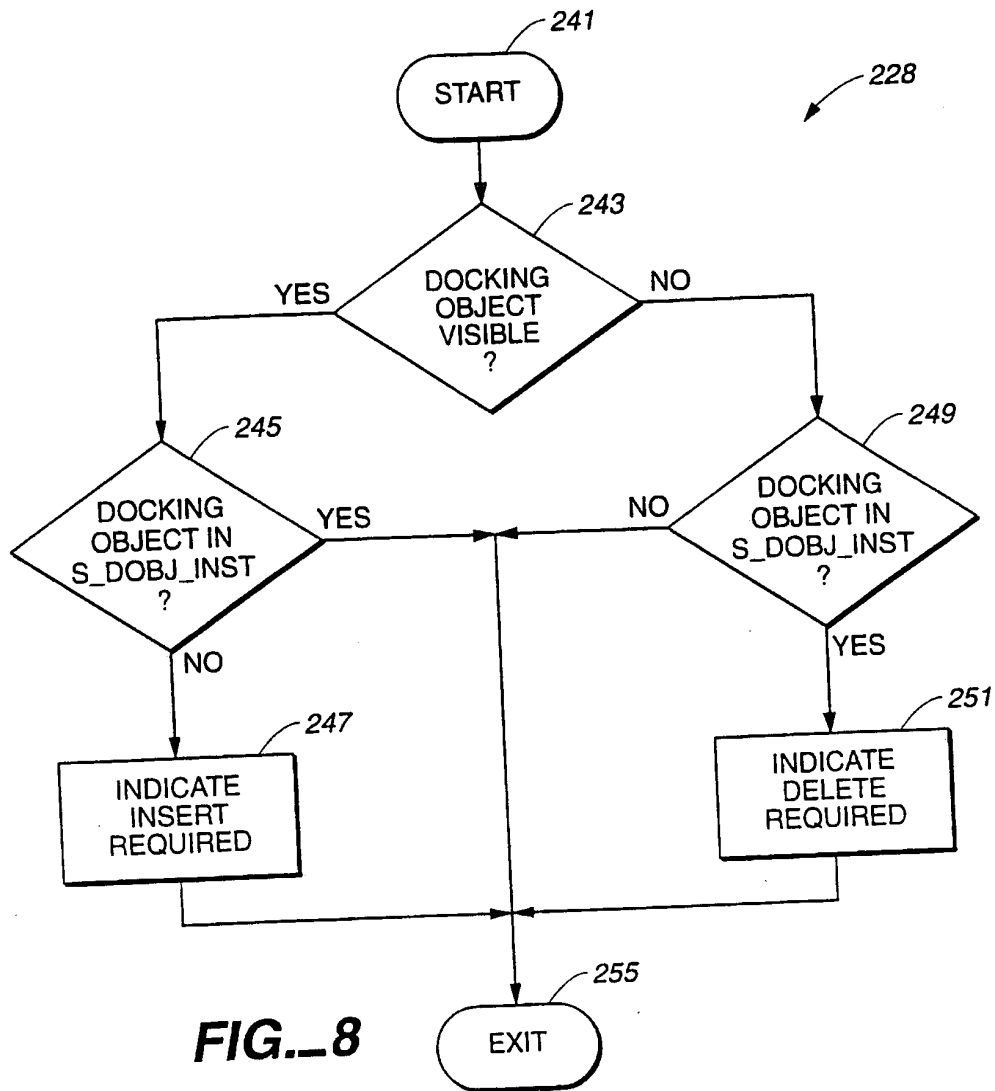 241
START
228
243
DOCKING
OBJECT
VISIBLE
?
YES
NO
245
DOCKING
OBJECT IN
S_DOBJ_INST
?
YES
NO
249
DOCKING
OBJECT IN
S_DOBJ_INST
?
NO
YES
247
INDICATE
INSERT
REQUIRED
251
INDICATE
DELETE
REQUIRED
255
EXIT
FIG._8